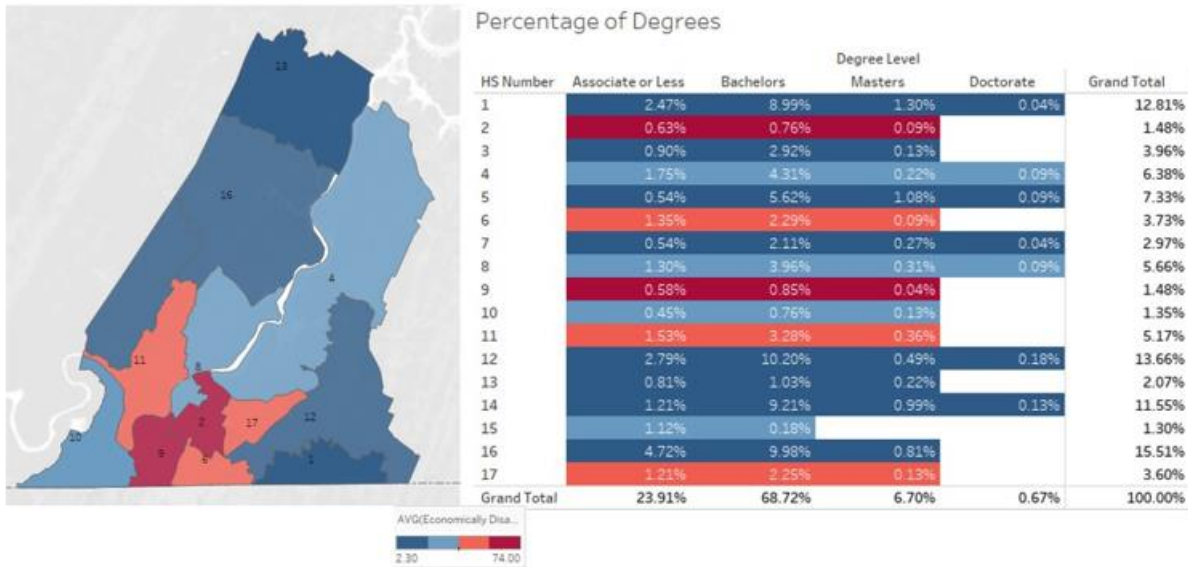 Percentage of Degrees
Degree Level
HS Number Associate or Less Bachelors Masters Doctorate Grand Total
1 2.47% 8.99% 1.30% 0.04% 12.81%
2 0.63% 0.76% 0.09% 1.48%
3 0.90% 2.92% 0.13% 3.96%
4 1.75% 4.31% 0.22% 0.09% 6.38%
5 0.54% 5.62% 1.08% 0.09% 7.33%
6 1.35% 2.29% 0.09% 3.73%
7 0.54% 2.11% 0.27% 0.04% 2.97%
8 1.30% 3.96% 0.31% 0.09% 5.66%
9 0.58% 0.85% 0.04% 1.48%
10 0.45% 0.76% 0.13% 1.35%
11 1.53% 3.28% 0.36% 5.17%
12 2.79% 10.20% 0.49% 0.18% 13.66%
13 0.81% 1.03% 0.22% 2.07%
14 1.21% 9.21% 0.99% 0.13% 11.55%
15 1.12% 0.18% 1.30%
16 4.72% 9.98% 0.81% 15.51%
17 1.21% 2.25% 0.13% 3.60%
Grand Total 23.91% 68.72% 6.70% 0.67% 100.00%
13
16
4
11
8
10
2
17
12
9
6
1
AVG(Economically Disa...
2.30 74.00